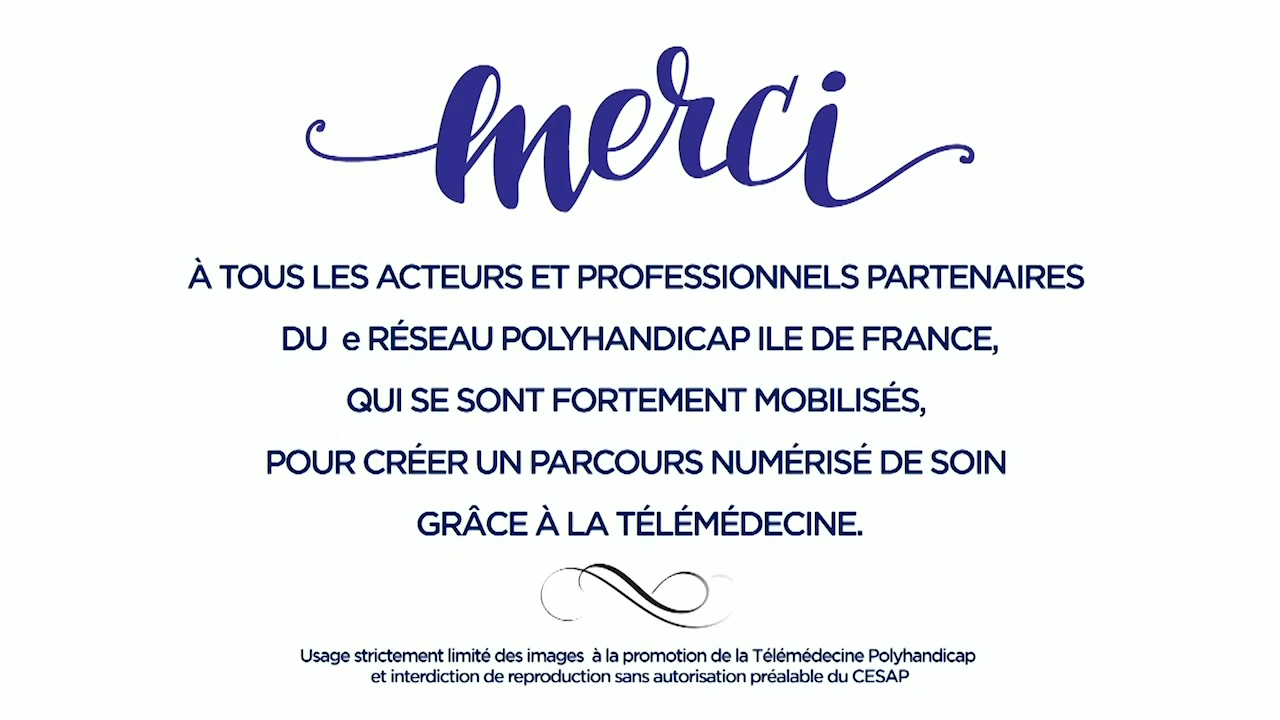 merci
À TOUS LES ACTEURS ET PROFESSIONNELS PARTENAIRES
DU e RÉSEAU POLYHANDICAP ILE DE FRANCE,
QUI SE SONT FORTEMENT MOBILISÉS,
POUR CRÉER UN PARCOURS NUMÉRISÉ DE SOIN
GRÂCE À LA TÉLÉMÉDECINE.
Usage strictement limité des images à la promotion de la Télémédecine Polyhandicap
et interdiction de reproduction sans autorisation préalable du CESAP